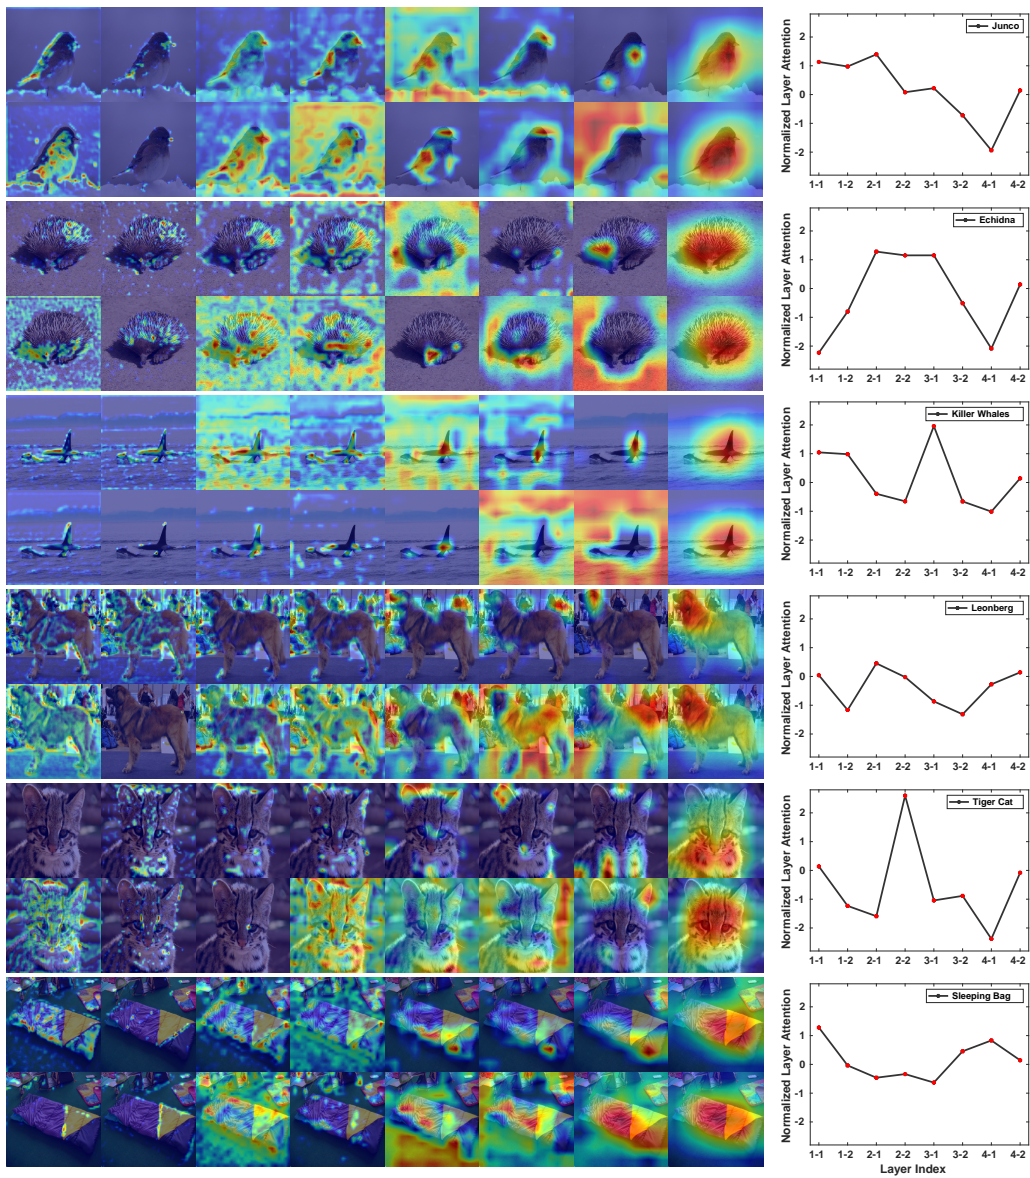 Junco
Normalized Layer Attention
2
1
0
-1
-2
1-1 1-2 2-1 2-2 3-1 3-2 4-1 4-2
Echidna
Normalized Layer Attention
2
1
0
-1
-2
1-1 1-2 2-1 2-2 3-1 3-2 4-1 4-2
Killer Whales
Normalized Layer Attention
2
1
0
-1
-2
1-1 1-2 2-1 2-2 3-1 3-2 4-1 4-2
Leonberg
Normalized Layer Attention
2
1
0
-1
-2
1-1 1-2 2-1 2-2 3-1 3-2 4-1 4-2
Tiger Cat
Normalized Layer Attention
2
1
0
-1
-2
1-1 1-2 2-1 2-2 3-1 3-2 4-1 4-2
Sleeping Bag
Normalized Layer Attention
2
1
0
-1
-2
1-1 1-2 2-1 2-2 3-1 3-2 4-1 4-2
Layer Index